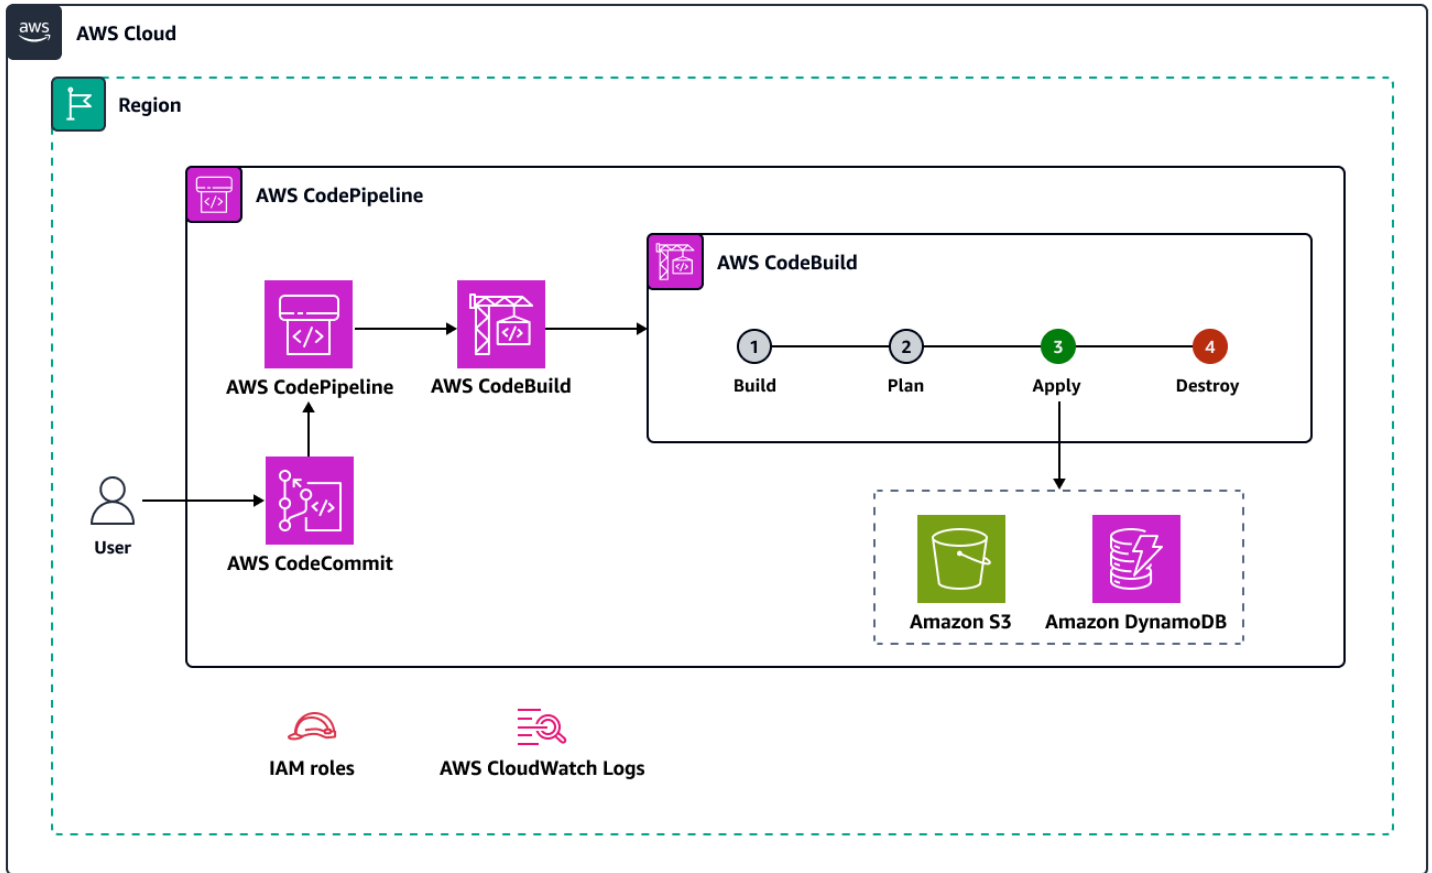 aws
AWS Cloud
Region
AWS CodePipeline
AWS CodeBuild
1
2
3
4
Build
Plan
Apply
Destroy
AWS CodePipeline
AWS CodeBuild
User
AWS CodeCommit
Amazon S3
Amazon DynamoDB
IAM roles
AWS CloudWatch Logs